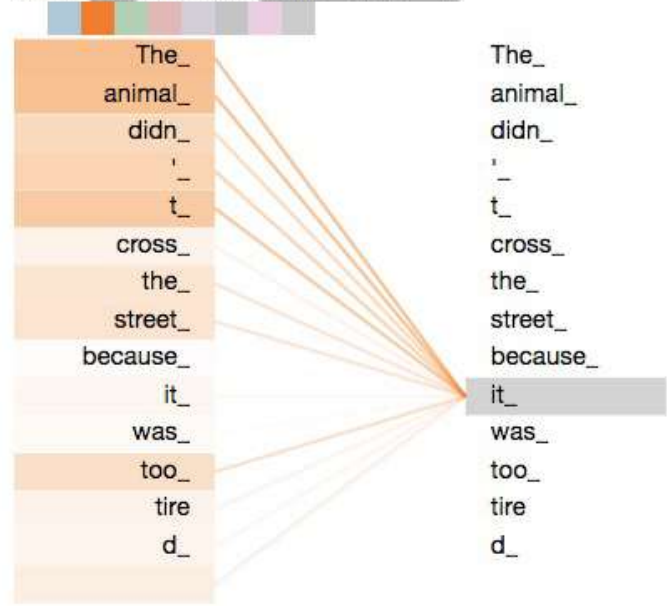 The_ The_
animal_ animal_
didn_ didn_
'_ '_
t_ t_
cross_ cross_
the_ the_
street_ street_
because_ because_
it_ it_
was_ was_
too_ too_
tire tire
d_ d_